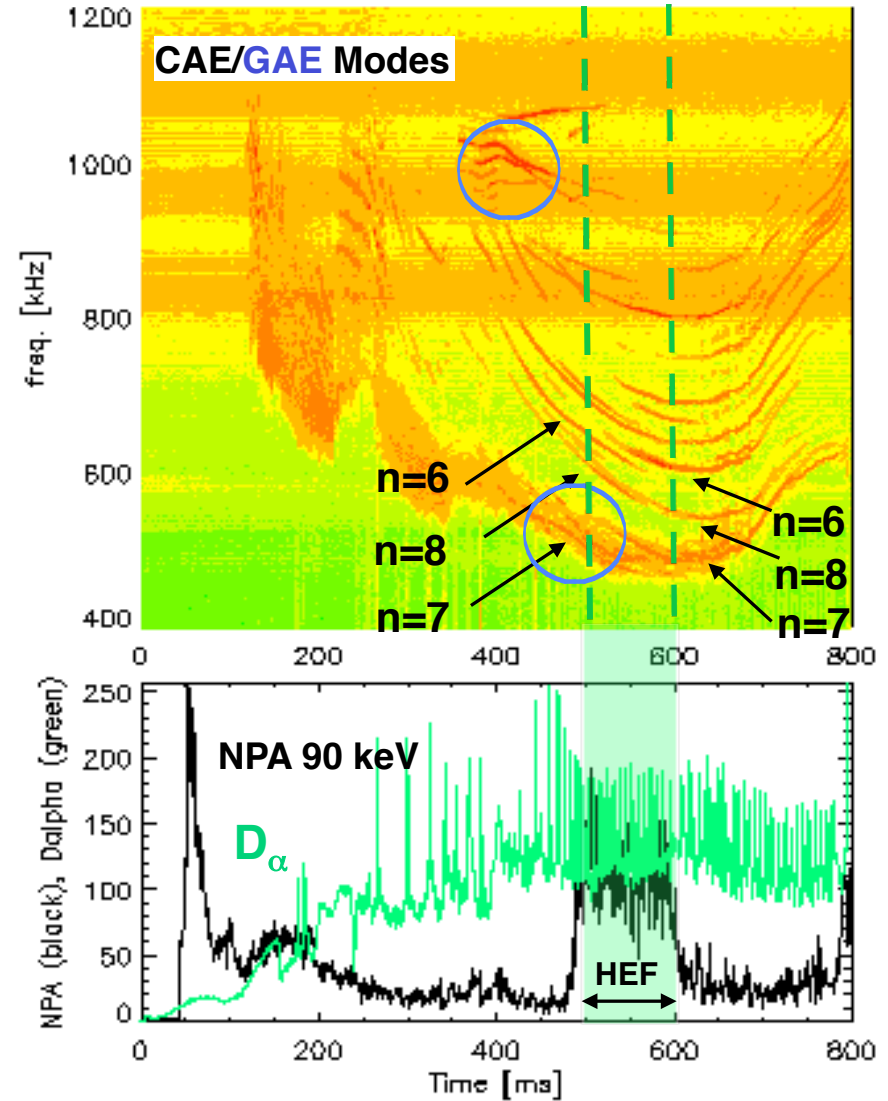 1200
CAE/GAE Modes
1000
freq. [kHz]
800
600
n=6
n=8
n=7
n=6
n=8
n=7
400
0
200
400
600
800
250
NPA 90 keV
200
150
Dα
100
50
HEF
0
NPA (black), Dalpha (green)
0
200
400
600
800
Time [ms]